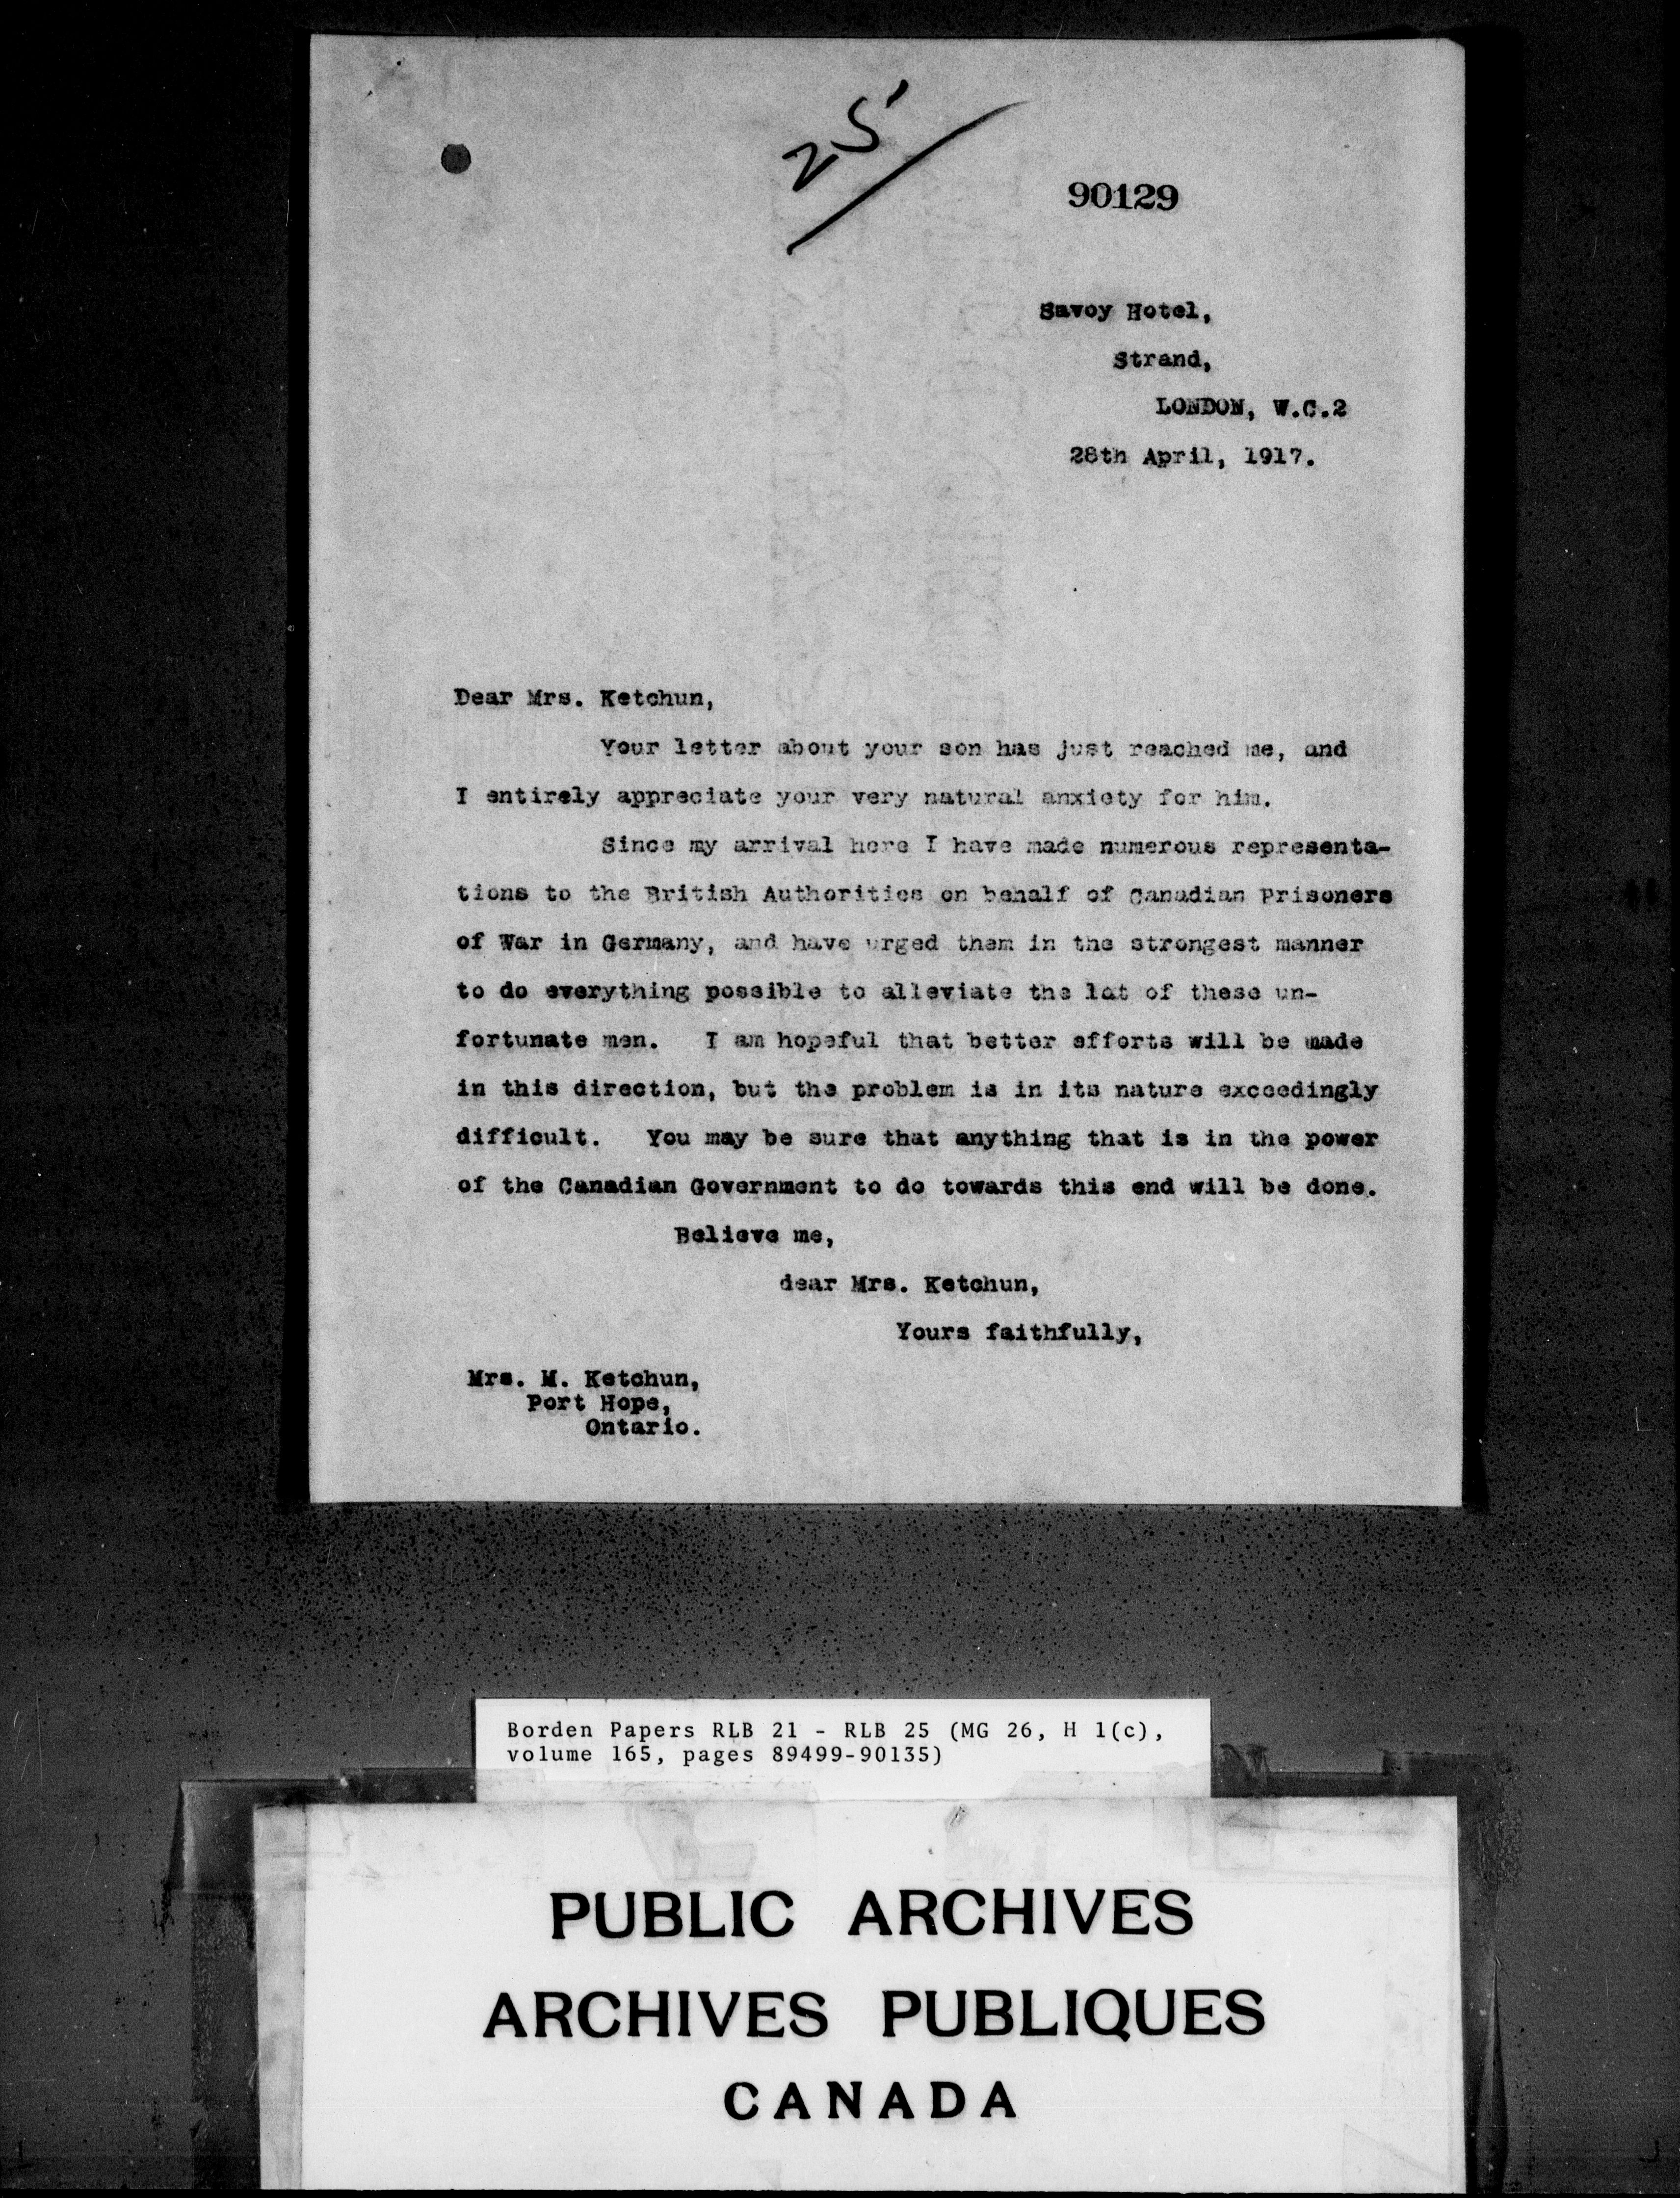 25
90129
Savoy Hotel,
Strand,
LONDON, W.C.2
28th April, 1917.
Dear Mrs. Ketchun,
Your letter about your son has just reached me, and
I entirely appreciate your very natural anxiety for him.
Since my arrival here I have made numerous representa-
tions to the British Authorities on behalf of Canadian Prisoners
of War in Germany, and have urged them in the strongest manner
to do everything possible to alleviate the lot of these un-
fortunate men. I am hopeful that better efforts will be made
in this direction, but the problem is in its nature exceedingly
difficult. You may be sure that anything that is in the power
of the Canadian Government to do towards this end will be done.
Believe me,
dear Mrs. Ketchun,
Yours faithfully,
Mrs. M. Ketchun,
Port Hope,
Ontario.
Borden Papers RLB 21 - RLB 25 (MG 26, H 1(c),
volume 165, pages 89499-90135)
PUBLIC ARCHIVES
ARCHIVES PUBLIQUES
CANADA